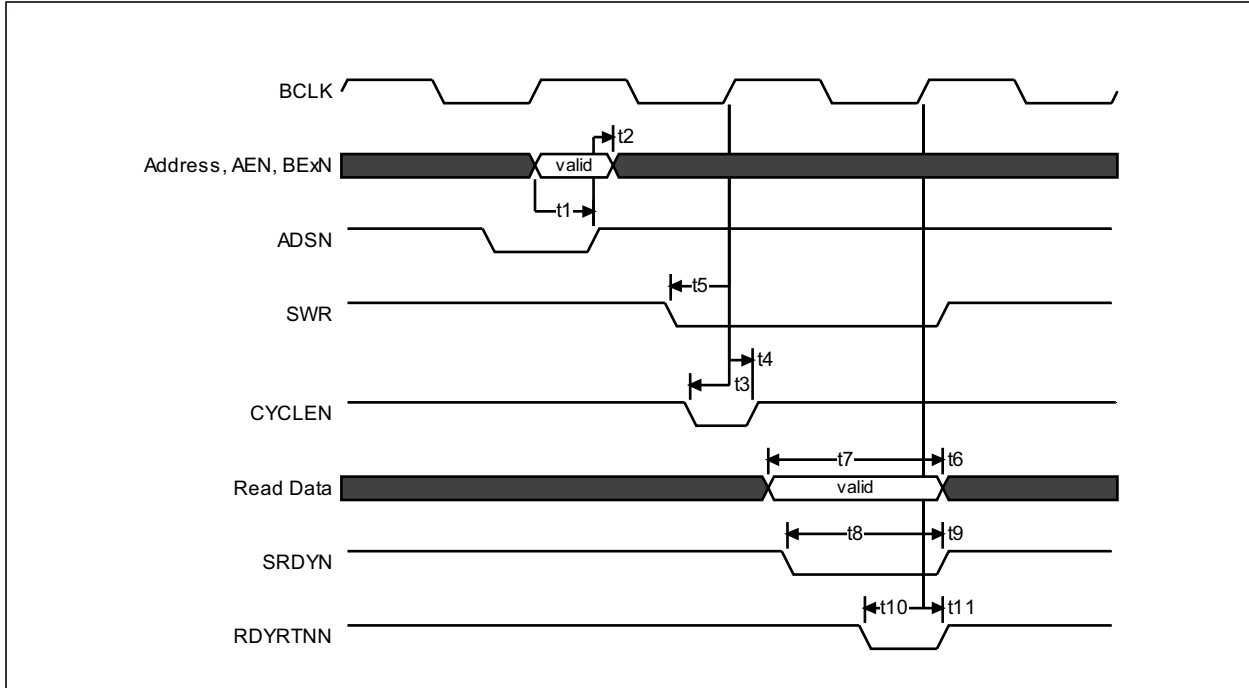 BCLK
t2
Address, AEN, BExN
valid
t1
ADSN
t5
SWR
t4
t3
CYCLEN
t7
t6
Read Data
valid
t8
t9
SRDYN
t10
t11
RDYRTNN